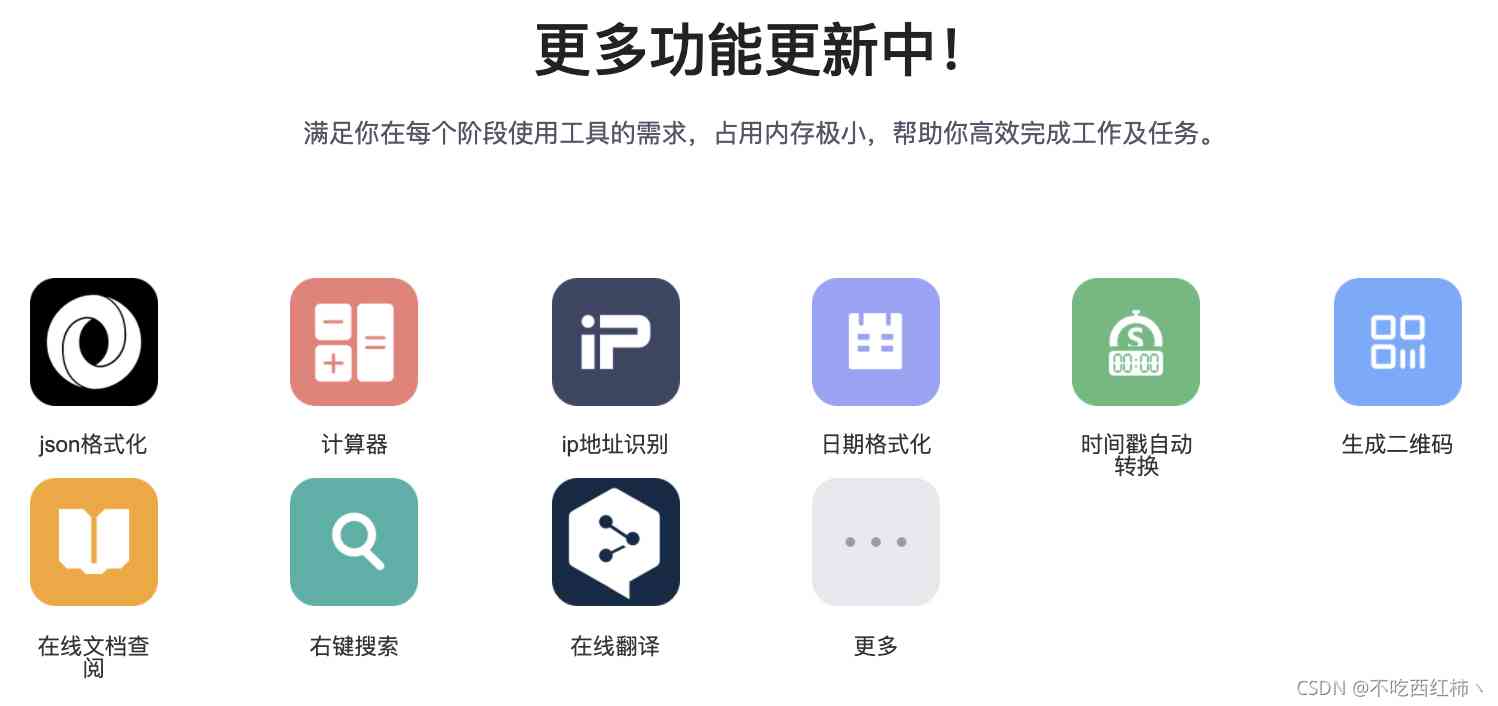 更多功能更新中！
满足你在每个阶段使用工具的需求，占用内存极小，帮助你高效完成工作及任务。
iP
S
00:00
json格式化
计算器
ip地址识别
日期格式化
时间戳自动
转换
生成二维码
在线文档查
阅
右键搜索
在线翻译
更多
CSDN @不吃西红柿丶